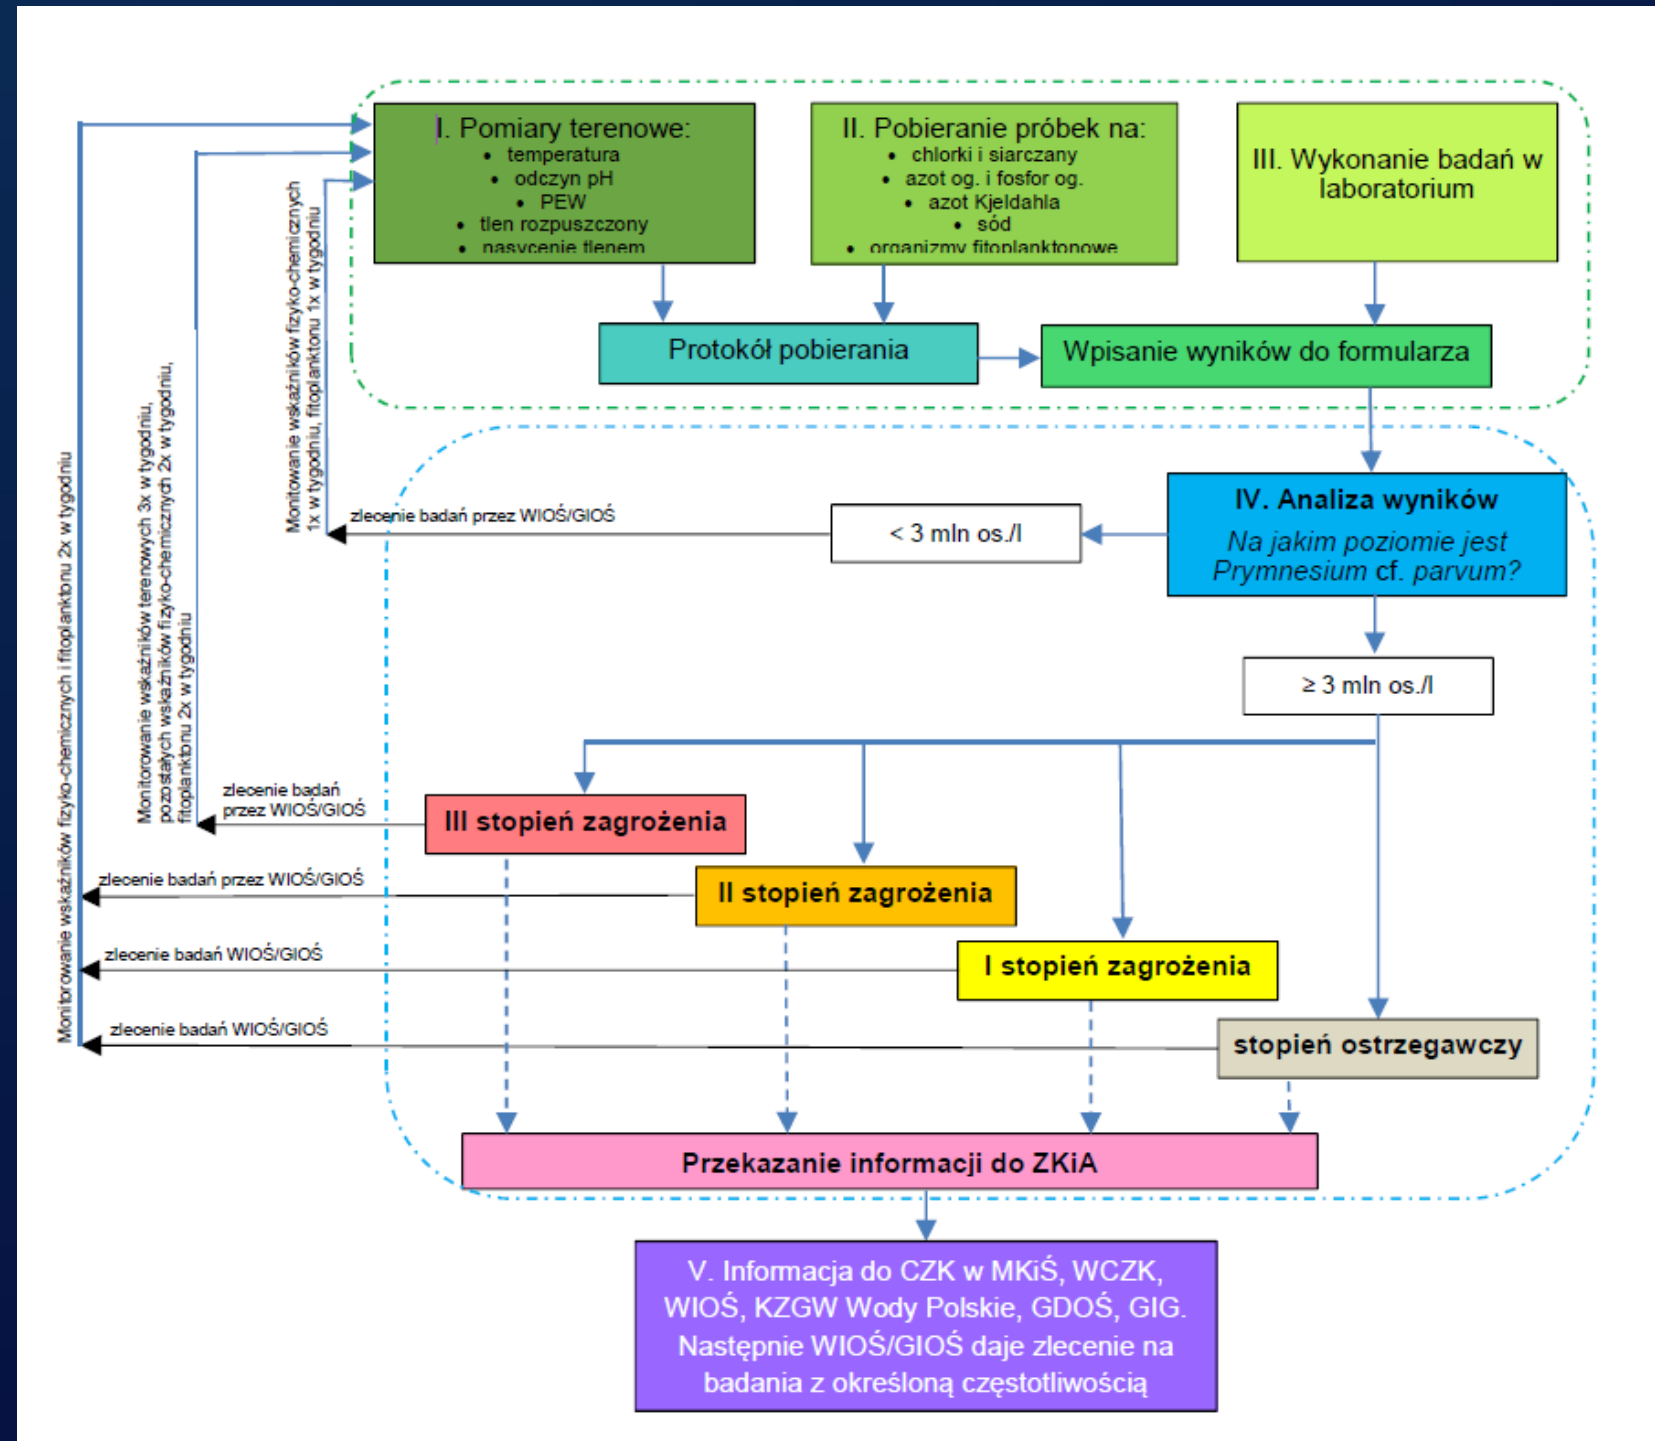 I. Pomiary terenowe:
• temperatura
• odczyn pH
• PEW
• tlen rozpuszczony
• nasycenie tlenem
II. Pobieranie próbek na:
• chlorki i siarczany
• azot og. i fosfor og.
• azot Kjeldahla
• sód
• organizmy fitoplanktonowe
III. Wykonanie badań w
laboratorium
Protokół pobierania
Wpisanie wyników do formularza
IV. Analiza wyników
Na jakim poziomie jest
Prymnesium cf. parvum?
< 3 mln os./l
zlecenie badań przez WIOŚ/GIOŚ
Monitowanie wskaźników fizyko-chemicznych
1x w tygodniu, fitoplanktonu 1x w tygodniu
≥ 3 mln os./l
III stopień zagrożenia
zlecenie badań
przez WIOŚ/GIOŚ
Monitorowanie wskaźników terenowych 3x w tygodniu,
pozostałych wskaźników fizyko-chemicznych 2x w tygodniu,
fitoplanktonu 2x w tygodniu
II stopień zagrożenia
zlecenie badań przez WIOŚ/GIOŚ
I stopień zagrożenia
zlecenie badań WIOŚ/GIOŚ
stopień ostrzegawczy
zlecenie badań WIOŚ/GIOŚ
Monitorowanie wskaźników fizyko-chemicznych i fitoplanktonu 2x w tygodniu
Przekazanie informacji do ZKiA
V. Informacja do CZK w MKiŚ, WCZK,
WIOŚ, KZGW Wody Polskie, GDOŚ, GIG.
Następnie WIOŚ/GIOŚ daje zlecenie na
badania z określoną częstotliwością